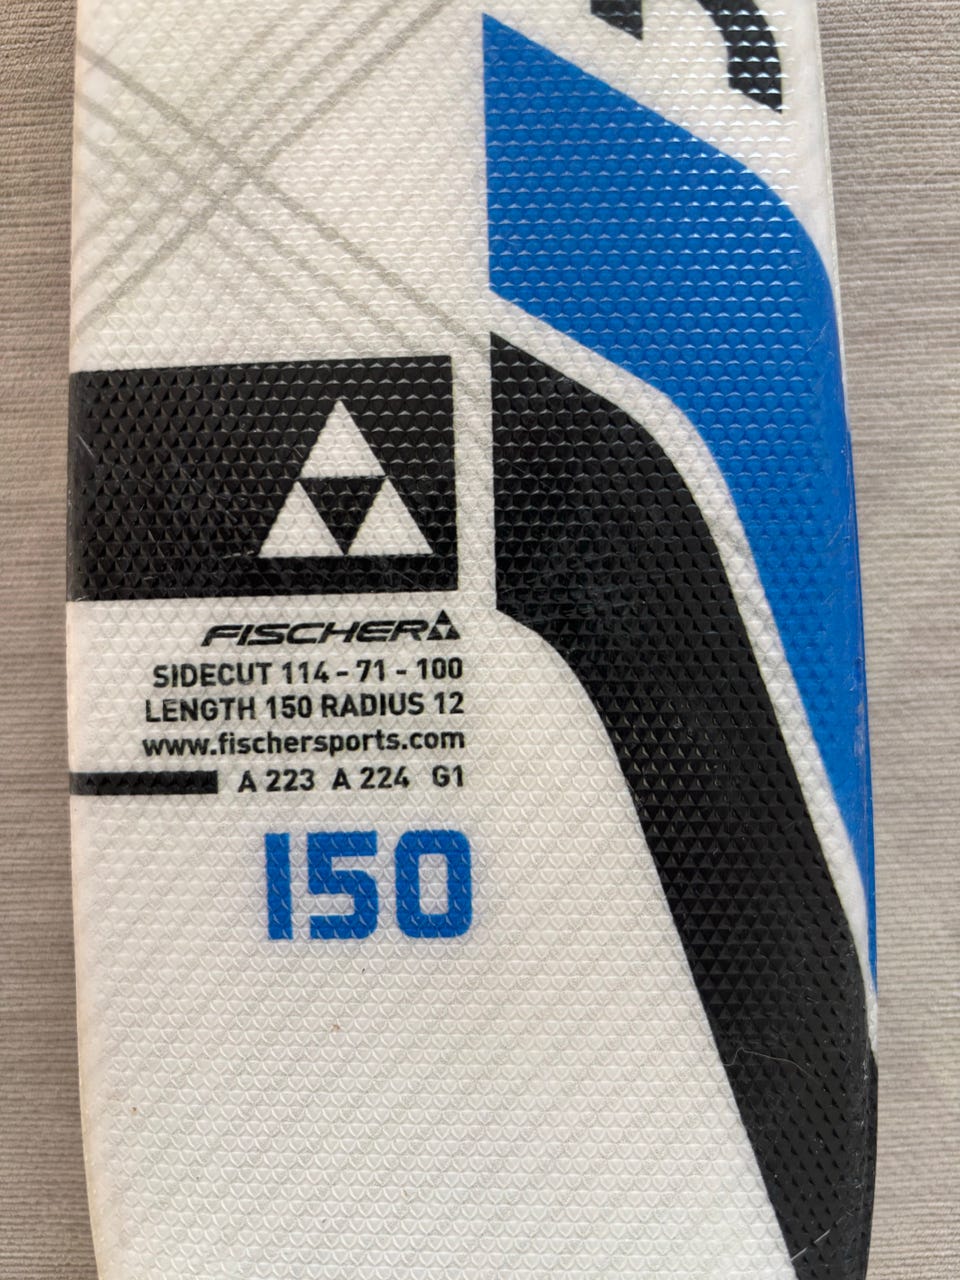 FISCHER
SIDECUT 114 - 71 - 100
LENGTH 150 RADIUS 12
www.fischersports.com
A 223 A 224 G1
150